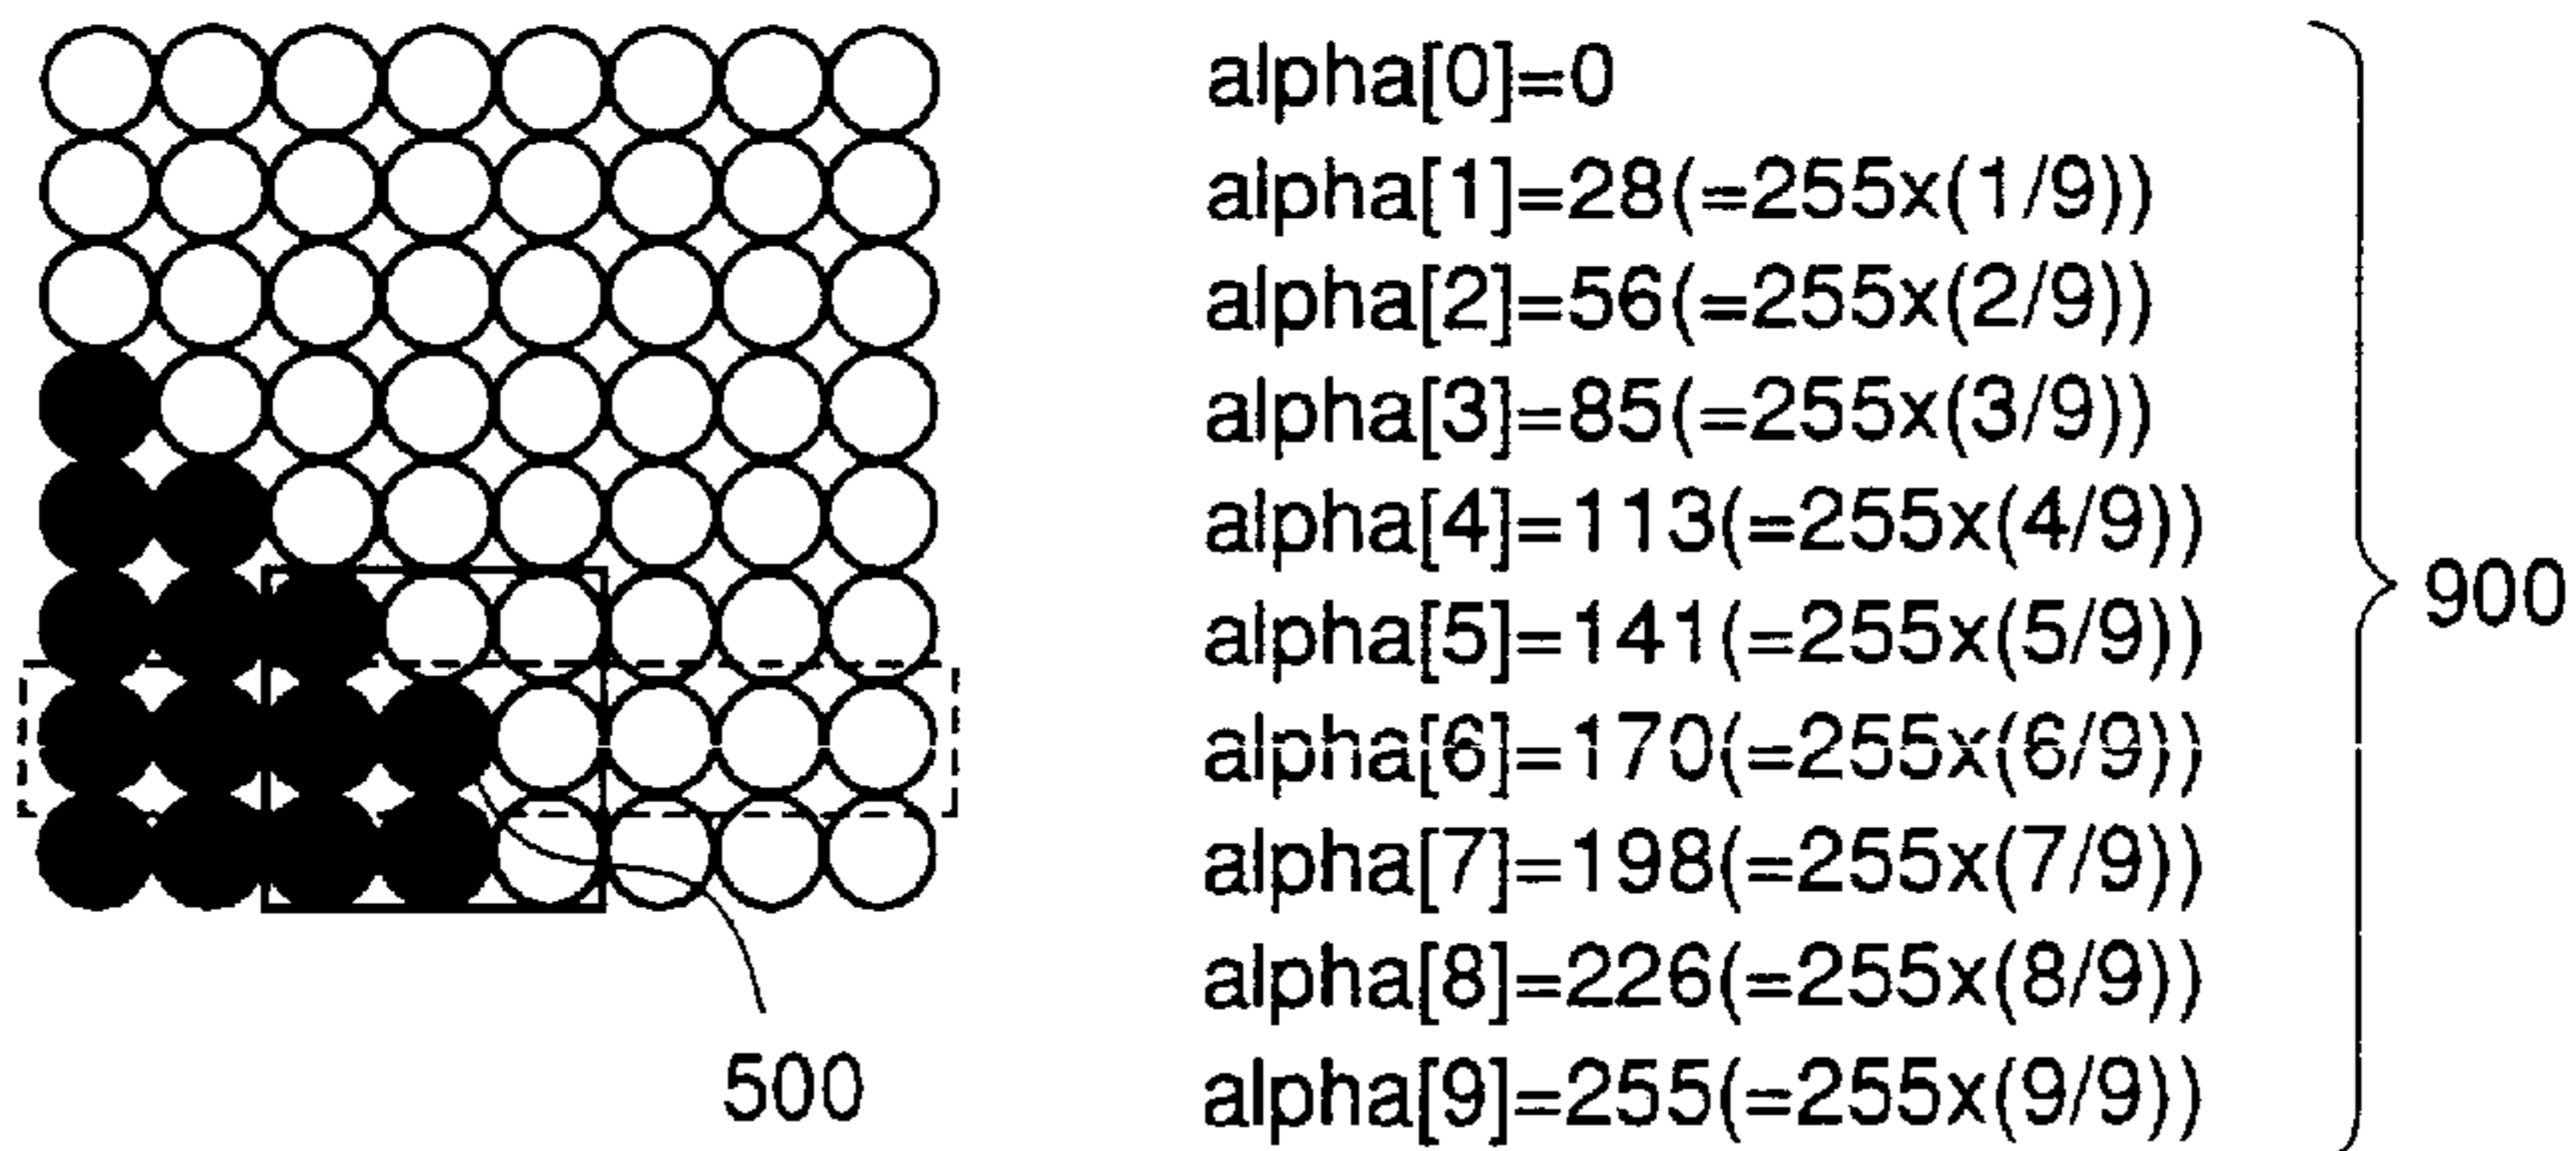 alpha[0]=0
alpha[1]=28(=255x(1/9))
alpha[2]=56(=255x(2/9))
alpha[3]=85(=255x(3/9))
alpha[4]=113(=255x(4/9))
alpha[5]=141(=255x(5/9))
alpha[6]=170(=255x(6/9))
alpha[7]=198(=255x(7/9))
alpha[8]=226(=255x(8/9))
alpha[9]=255(=255x(9/9))
900
500